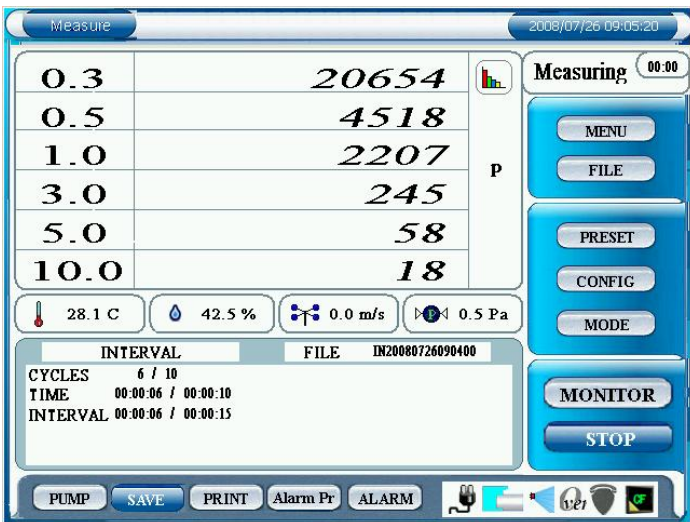 Measure 2008/07/26 09:05:20
0.3 20654
0.5 4518
1.0 2207
3.0 245
5.0 58
10.0 18
P
Measuring 00:00
MENU
FILE
PRESET
CONFIG
MODE
28.1 C 42.5 % 0.0 m/s P 0.5 Pa
INTERVAL FILE IN20080726090400
CYCLES 6 / 10
TIME 00:00:06 / 00:00:10
INTERVAL 00:00:06 / 00:00:15
MONITOR
STOP
PUMP SAVE PRINT Alarm Pr ALARM Over CF